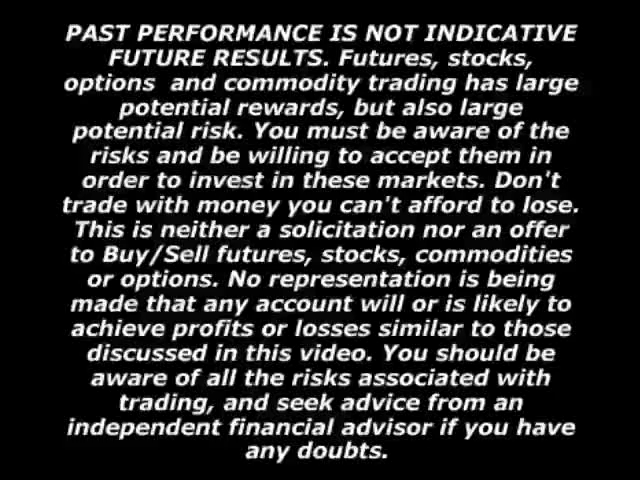 PAST PERFORMANCE IS NOT INDICATIVE
FUTURE RESULTS. Futures, stocks,
options  and commodity trading has large
potential rewards, but also large
potential risk. You must be aware of the
risks and be willing to accept them in
order to invest in these markets. Don't
trade with money you can't afford to lose.
This is neither a solicitation nor an offer
to Buy/Sell futures, stocks, commodities
or options. No representation is being
made that any account will or is likely to
achieve profits or losses similar to those
discussed in this video. You should be
aware of all the risks associated with
trading, and seek advice from an
independent financial advisor if you have
any doubts.